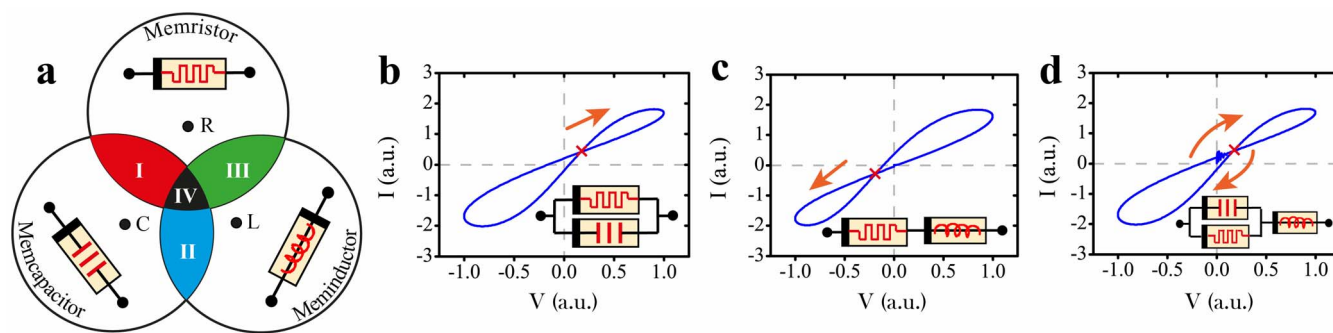 a
Memristor
R
I
III
IV
C
L
II
Memcapacitor
Meminductor
b
I (a.u.)
3
2
1
0
-1
-2
-3
-1.0
-0.5
0.0
0.5
1.0
V (a.u.)
c
I (a.u.)
3
2
1
0
-1
-2
-3
-1.0
-0.5
0.0
0.5
1.0
V (a.u.)
d
I (a.u.)
3
2
1
0
-1
-2
-3
-1.0
-0.5
0.0
0.5
1.0
V (a.u.)